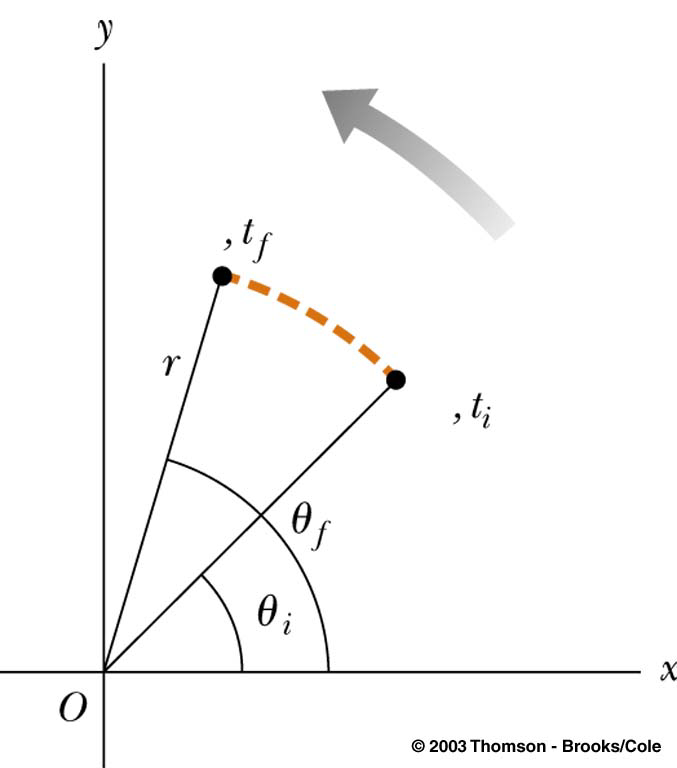 y
, t_f
r
, t_i
θ_f
θ_i
x
O
© 2003 Thomson - Brooks/Cole